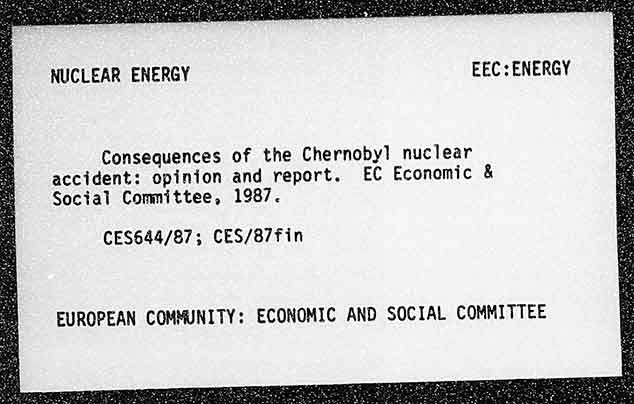 NUCLEAR ENERGY EEC:ENERGY
Consequences of the Chernobyl nuclear
accident: opinion and report. EC Economic &
Social Committee, 1987.
CES644/87; CES/87fin
EUROPEAN COMMUNITY: ECONOMIC AND SOCIAL COMMITTEE